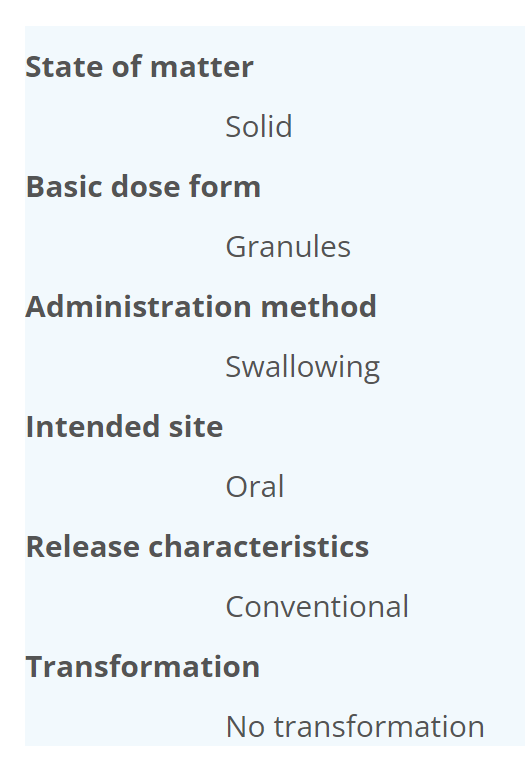 State of matter
Solid
Basic dose form
Granules
Administration method
Swallowing
Intended site
Oral
Release characteristics
Conventional
Transformation
No transformation